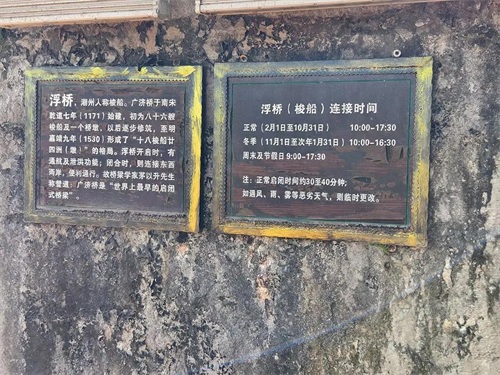 浮桥，潮州人称梭船。广济桥于南宋
乾道七年（1171）始建，初为八十六艘
梭船及一个桥墩，以后逐步修筑，至明
嘉靖九年（1530）形成了“十八梭船廿
四洲（墩）”的格局。浮桥开启时，有
通航及泄洪功能；闭合时，则连接东西
两岸，便利通行。故桥梁学家茅以升先生
称誉道：广济桥是“世界上最早的启闭
式桥梁”。
浮桥（梭船）连接时间
正常（2月1日至10月31日） 10:00-17:30
冬季（11月1日至次年1月31日） 10:00-16:30
周末及节假日 9:00-17:30
注：正常启闭时间约30至40分钟；
如遇风、雨、雾等恶劣天气，则临时更改。